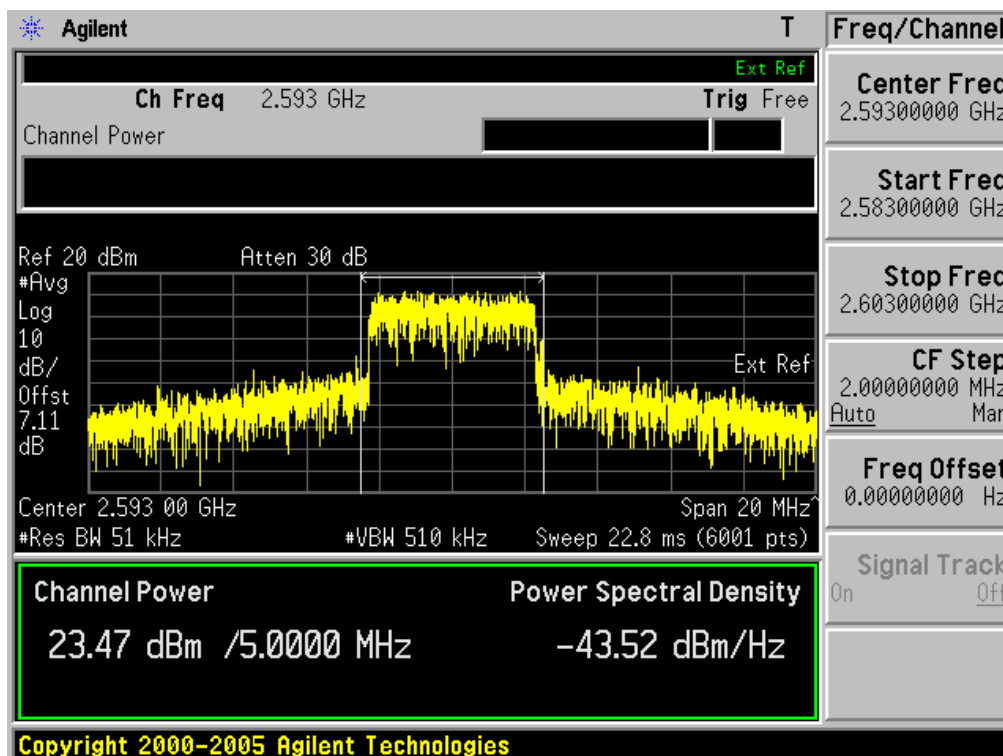 Agilent T
Ext Ref
Ch Freq 2.593 GHz Trig Free
Channel Power
Ref 20 dBm Atten 30 dB
#Avg
Log
10
dB/
Offst
7.11
dB
Ext Ref
Center 2.593 00 GHz Span 20 MHz^
#Res BW 51 kHz #VBW 510 kHz Sweep 22.8 ms (6001 pts)
Channel Power Power Spectral Density
23.47 dBm /5.0000 MHz -43.52 dBm/Hz
Copyright 2000-2005 Agilent Technologies
Freq/Channel
Center Freq
2.59300000 GHz
Start Freq
2.58300000 GHz
Stop Freq
2.60300000 GHz
CF Step
2.00000000 MHz
Auto Man
Freq Offset
0.00000000 Hz
Signal Track
On Off